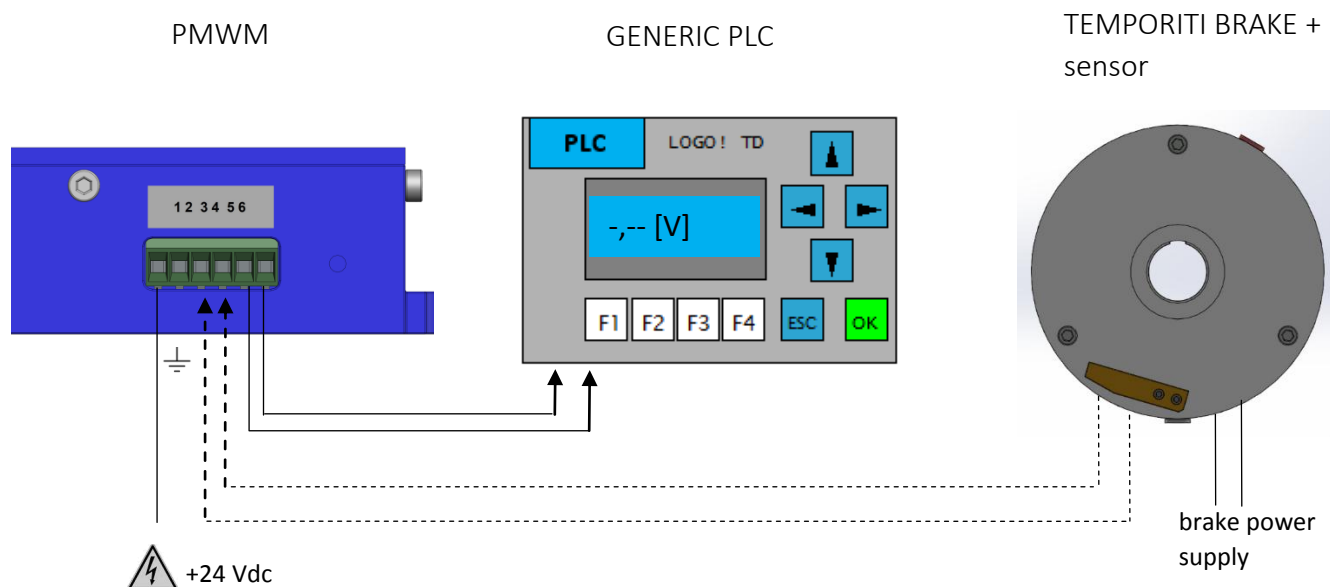 PMWM
GENERIC PLC
TEMPORITI BRAKE +
sensor
PLC
LOGO! TD
1 2 3 4 5 6
-,-- [V]
F1 F2 F3 F4 ESC OK
brake power
supply
+24 Vdc